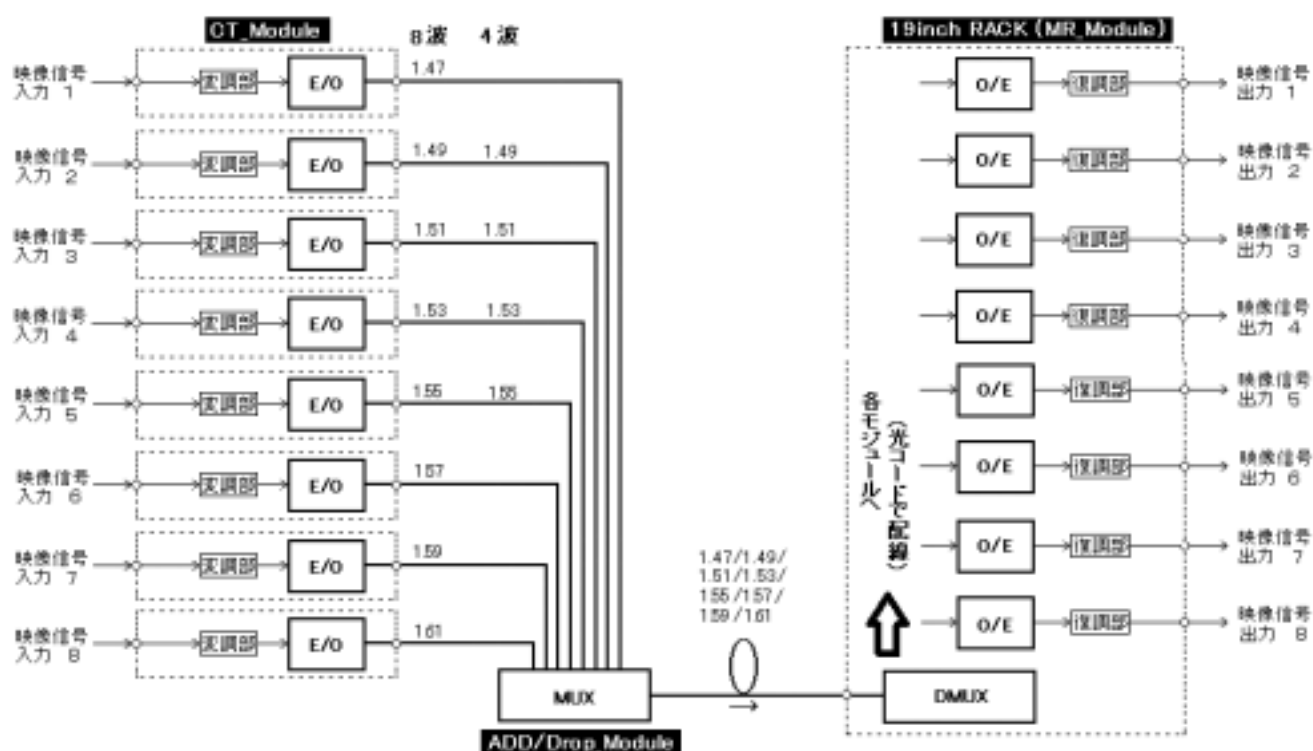 CT_Module
8波 4波
19inch RACK (MR_Module)
映像信号
入力 1
変調部
E/O
1.47
O/E
復調部
映像信号
出力 1
映像信号
入力 2
変調部
E/O
1.49 1.49
O/E
復調部
映像信号
出力 2
映像信号
入力 3
変調部
E/O
1.51 1.51
O/E
復調部
映像信号
出力 3
映像信号
入力 4
変調部
E/O
1.53 1.53
O/E
復調部
映像信号
出力 4
映像信号
入力 5
変調部
E/O
1.55 1.55
O/E
復調部
映像信号
出力 5
映像信号
入力 6
変調部
E/O
1.57
O/E
復調部
映像信号
出力 6
映像信号
入力 7
変調部
E/O
1.59
O/E
復調部
映像信号
出力 7
映像信号
入力 8
変調部
E/O
1.61
O/E
復調部
映像信号
出力 8
各モジュールへ
(光コードで配線)
1.47/1.49/
1.51/1.53/
1.55/1.57/
1.59/1.61
MUX
DMUX
ADD/Drop Module